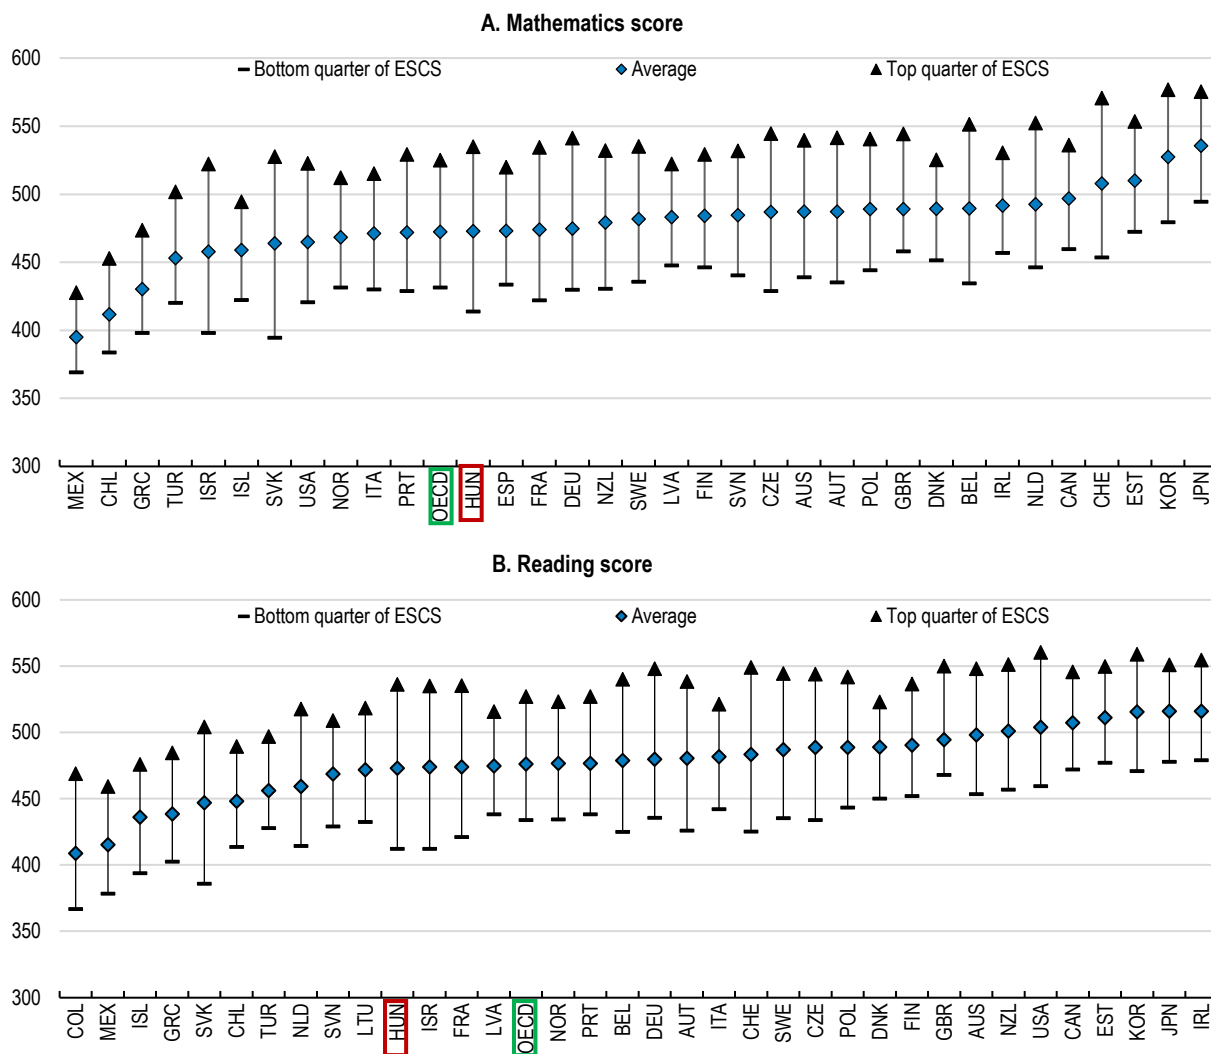 A. Mathematics score
600
Bottom quarter of ESCS Average Top quarter of ESCS
550
500
450
400
350
300
MEX CHL GRC TUR ISR ISL SVK USA NOR ITA PRT OECD HUN ESP FRA DEU NZL SWE LVA FIN SVN CZE AUS AUT POL GBR DNK BEL IRL NLD CAN CHE EST KOR JPN
B. Reading score
600
Bottom quarter of ESCS Average Top quarter of ESCS
550
500
450
400
350
300
COL MEX ISL GRC SVK CHL TUR NLD SVN LTU HUN ISR FRA LVA OECD NOR PRT BEL DEU AUT ITA CHE SWE CZE POL DNK FIN GBR AUS NZL USA CAN EST KOR JPN IRL